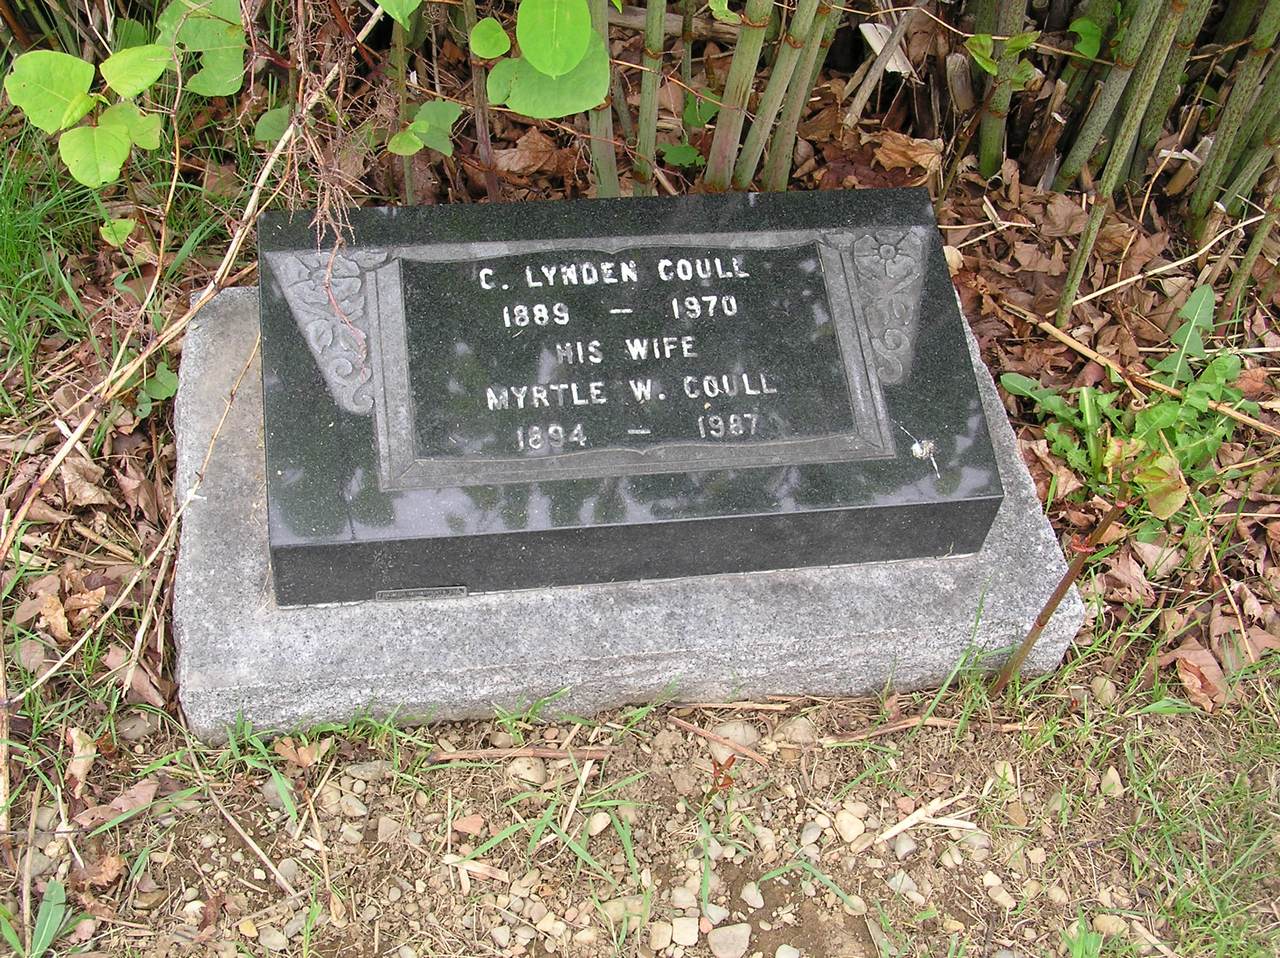 C. LYNDEN COULL
1889 — 1970
HIS WIFE
MYRTLE W. COULL
1894 — 1987